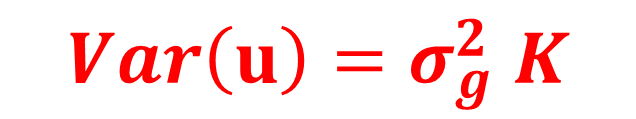 Var(u) = σ_g^2 K